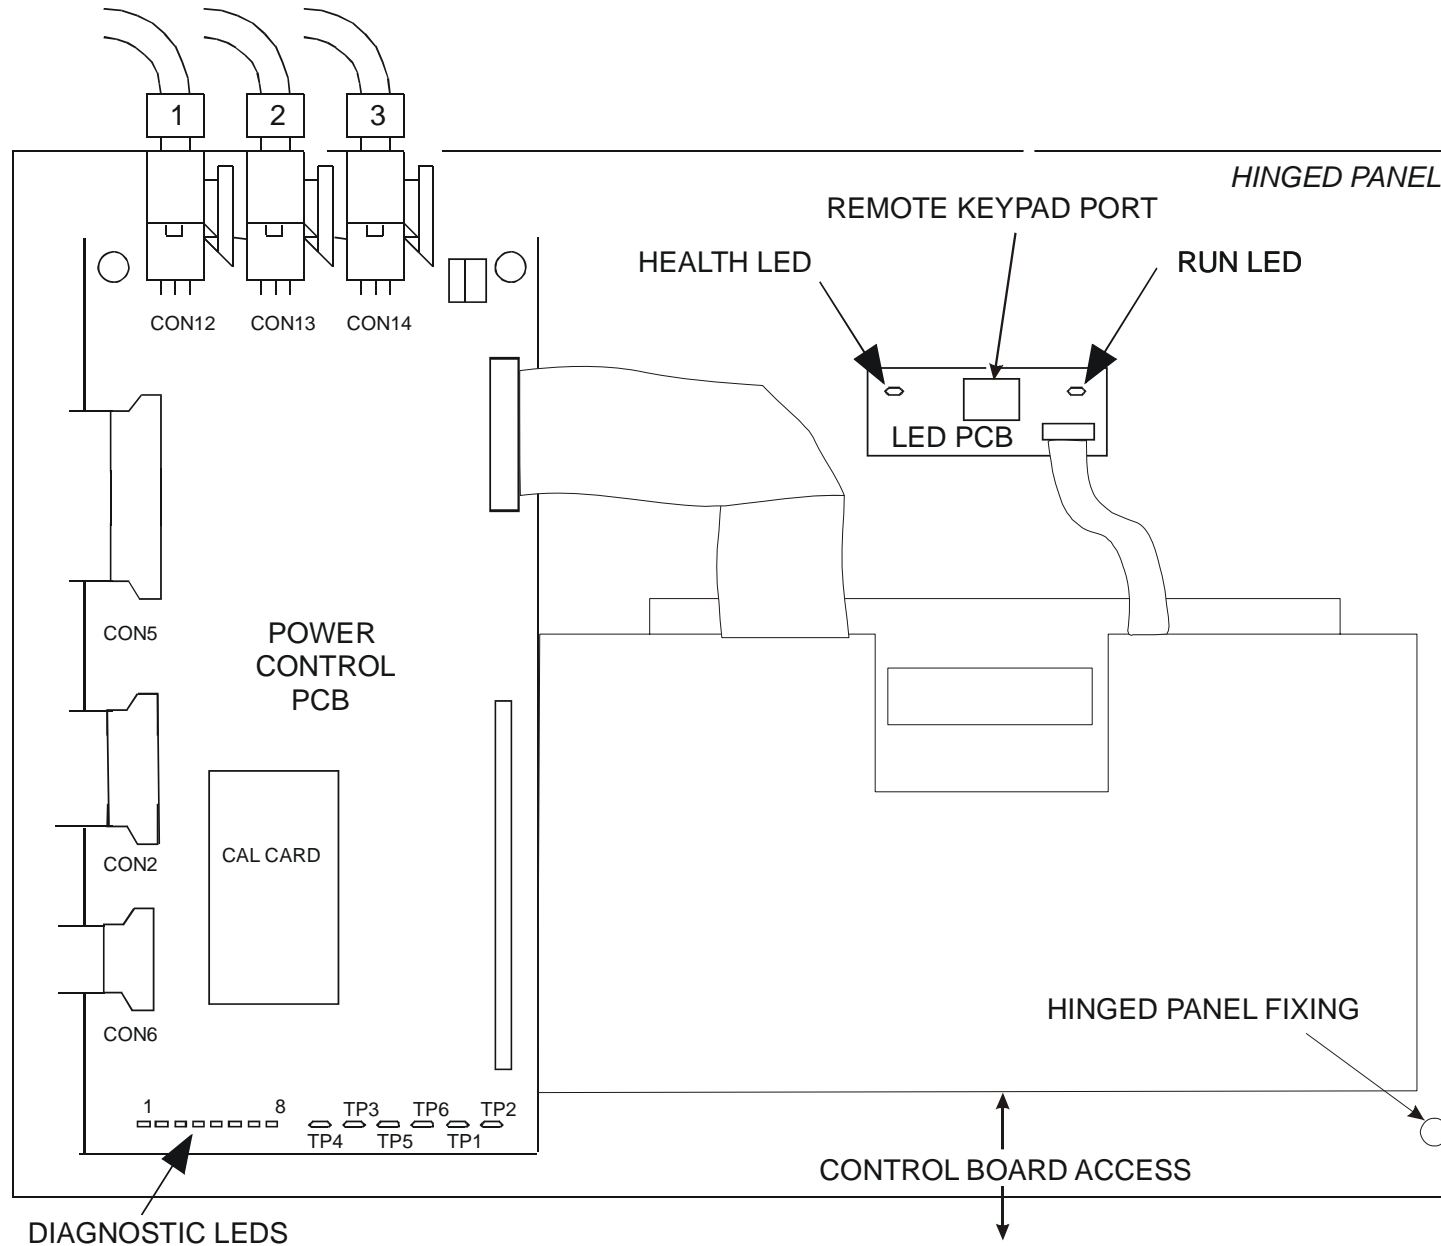 1 2 3
HINGED PANEL
REMOTE KEYPAD PORT
HEALTH LED
RUN LED
CON12 CON13 CON14
LED PCB
CON5
POWER
CONTROL
PCB
CON2
CAL CARD
CON6
HINGED PANEL FIXING
1 8
TP3 TP6 TP2
TP4 TP5 TP1
CONTROL BOARD ACCESS
DIAGNOSTIC LEDS